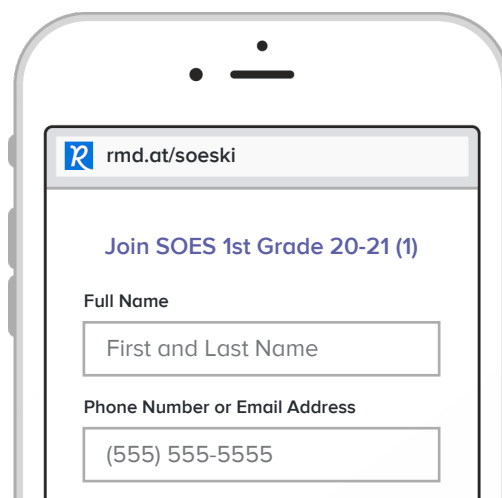 rmd.at/soeski
Join SOES 1st Grade 20-21 (1)
Full Name
First and Last Name
Phone Number or Email Address
(555) 555-5555